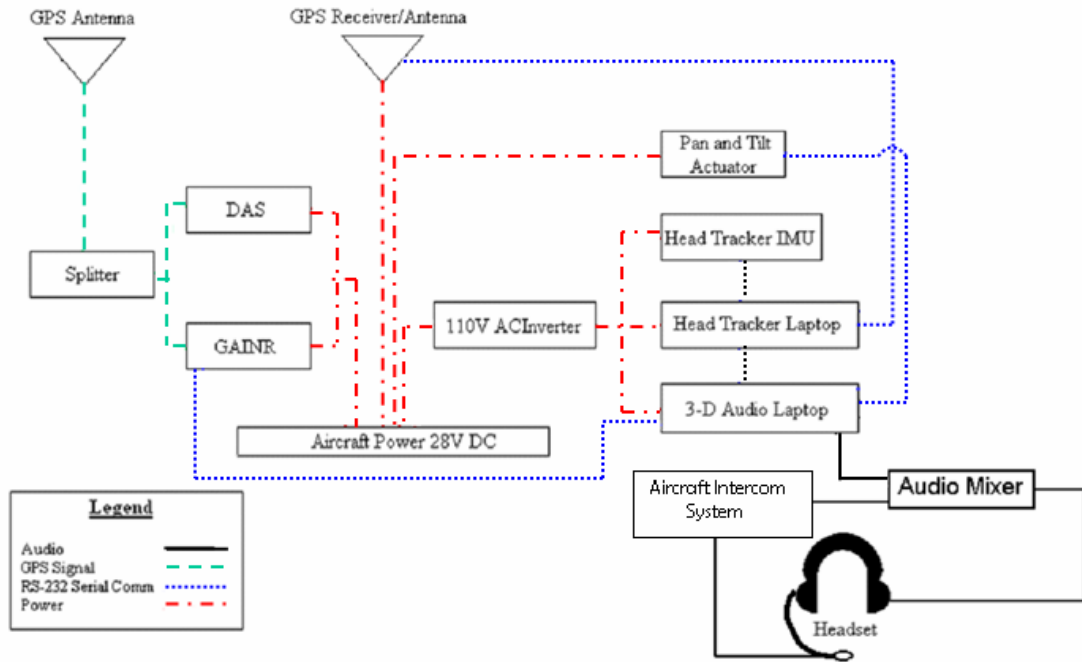 GPS Antenna
GPS Receiver/Antenna
Pan and Tilt
Actuator
DAS
Head Tracker IMU
Splitter
110V ACInverter
Head Tracker Laptop
GAINR
3-D Audio Laptop
Aircraft Power 28V DC
Aircraft Intercom
System
Audio Mixer
Legend
Audio
GPS Signal
RS-232 Serial Comm
Power
Headset